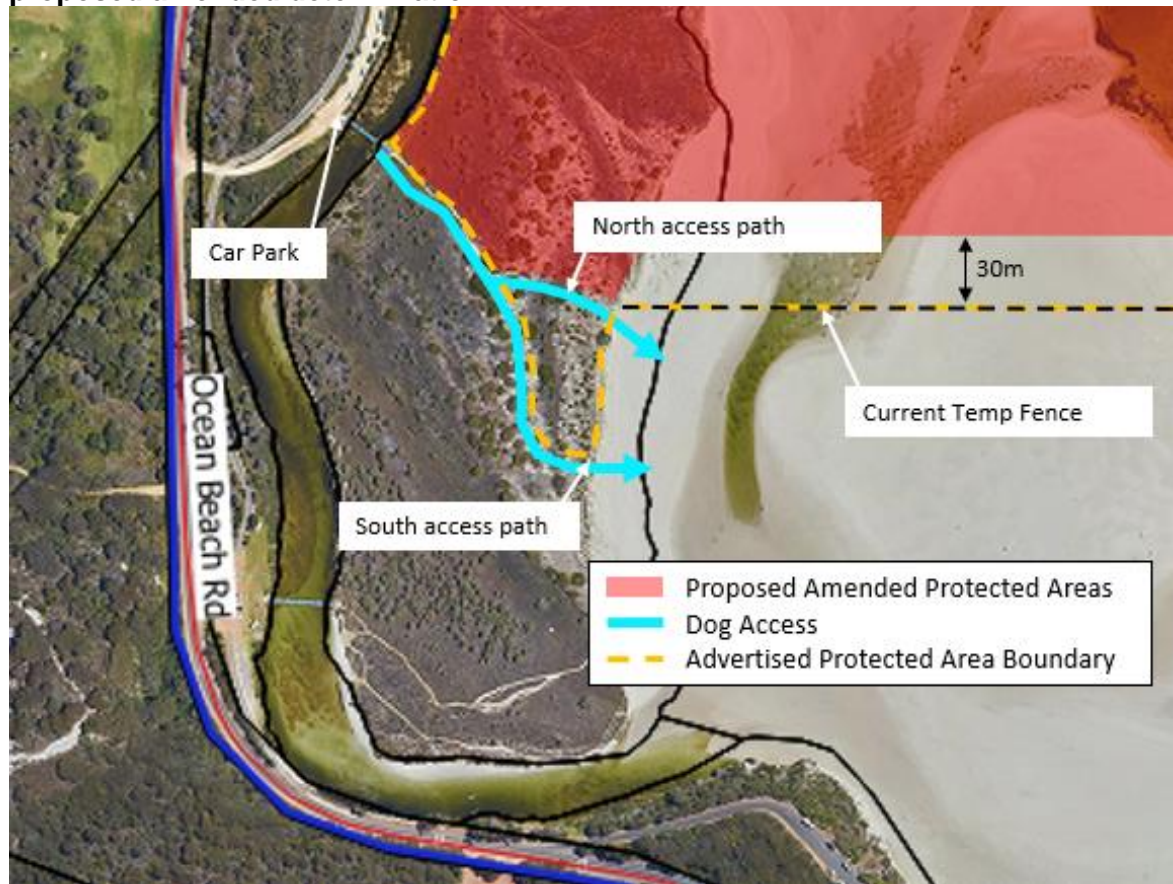 North access path
Car Park
30m
Current Temp Fence
Ocean Beach Rd
South access path
Proposed Amended Protected Areas
Dog Access
Advertised Protected Area Boundary